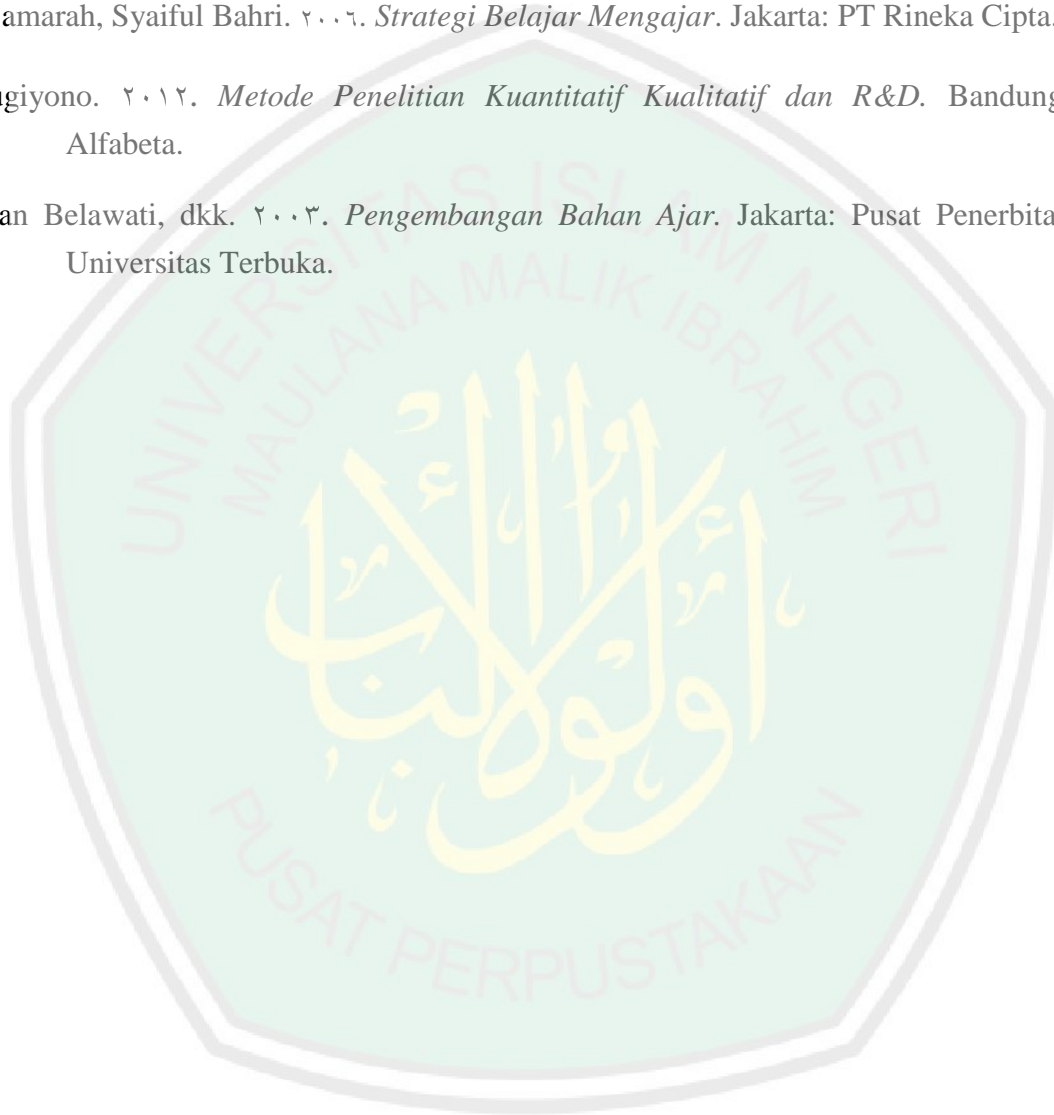 amarah, Syaiful Bahri. ٢٠٠٦. Strategi Belajar Mengajar. Jakarta: PT Rineka Cipta.
ugiyono. ٢٠١٢. Metode Penelitian Kuantitatif Kualitatif dan R&D. Bandung
Alfabeta.
an Belawati, dkk. ٢٠٠٣. Pengembangan Bahan Ajar. Jakarta: Pusat Penerbita
Universitas Terbuka.
UNIVERSITAS ISLAM NEGERI
MAULANA MALIK IBRAHIM
أولوا الألباب
PUSAT PERPUSTAKAAN